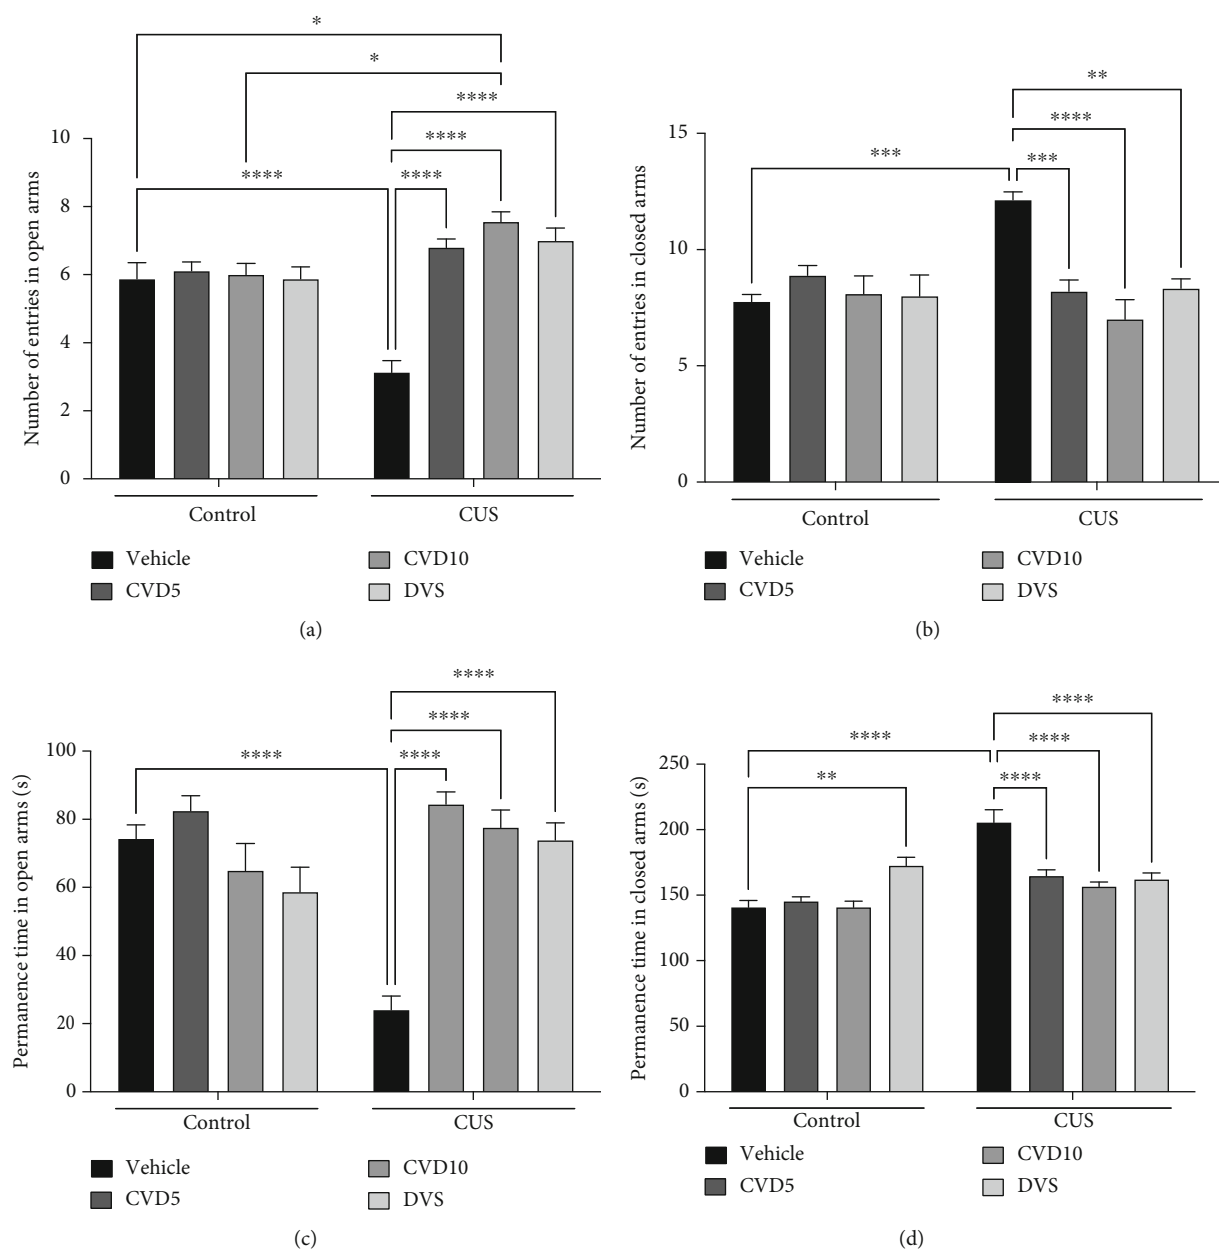 *
*
****
****
****
****
10
8
6
4
2
0
Number of entries in open arms
Control
CUS
Vehicle
CVD5
CVD10
DVS
(a)
**
****
***
***
15
10
5
0
Number of entries in closed arms
Control
CUS
Vehicle
CVD5
CVD10
DVS
(b)
****
****
****
****
100
80
60
40
20
0
Permanence time in open arms (s)
Control
CUS
Vehicle
CVD5
CVD10
DVS
(c)
****
****
****
****
**
250
200
150
100
50
0
Permanence time in closed arms (s)
Control
CUS
Vehicle
CVD5
CVD10
DVS
(d)